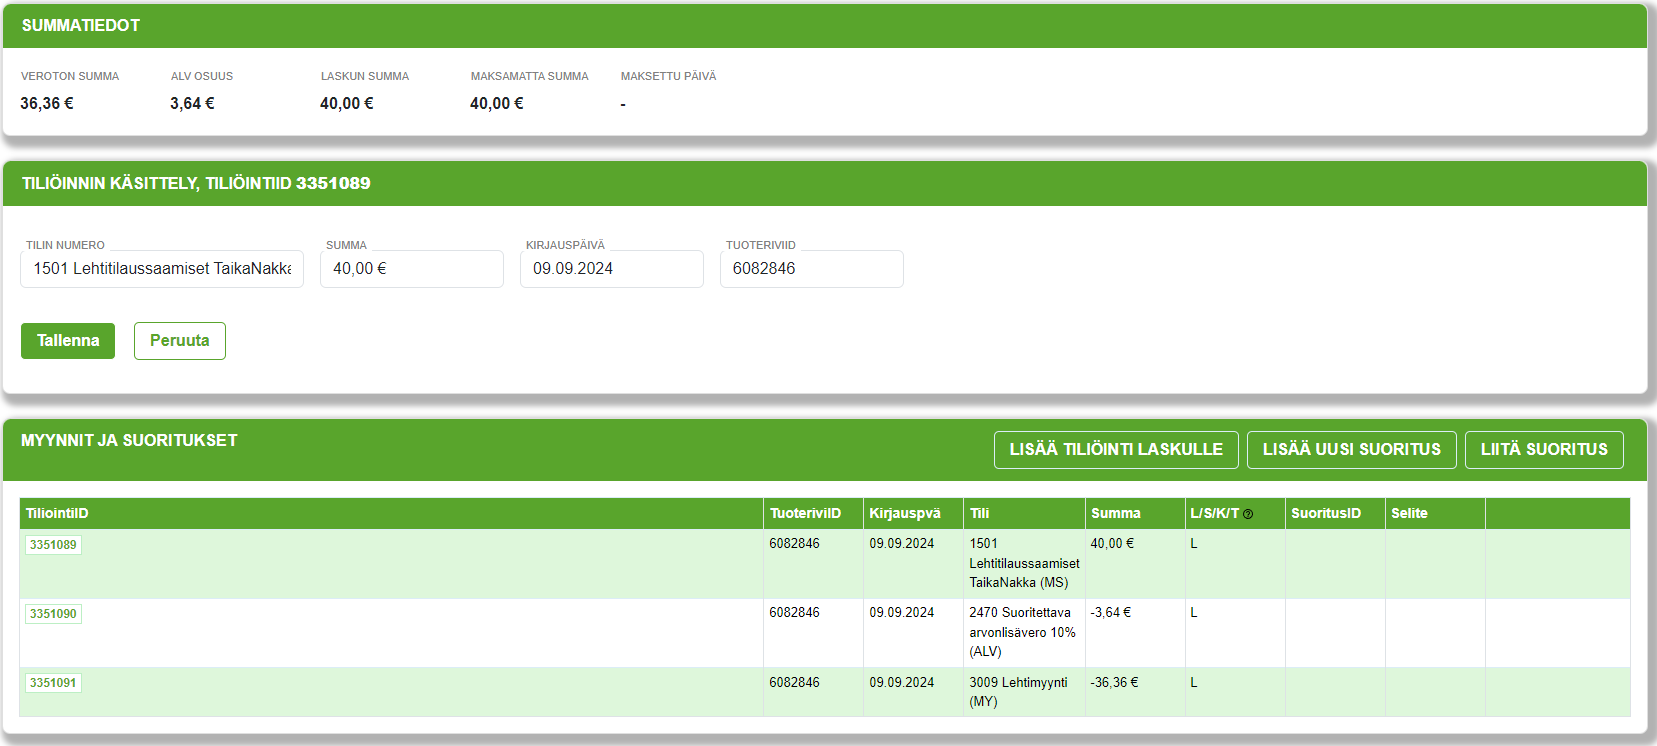 SUMMATIEDOT
VEROTON SUMMA ALV OSUUS LASKUN SUMMA MAKSAMATTA SUMMA MAKSETTU PÄIVÄ
36,36 € 3,64 € 40,00 € 40,00 € -
TILIÖINNIN KÄSITTELY, TILIÖINTIID 3351089
TILIN NUMERO SUMMA KIRJAUSPÄIVÄ TUOTERIVIID
1501 Lehtitilaussaamiset TaikaNakka 40,00 € 09.09.2024 6082846
Tallenna Peruuta
MYYNNIT JA SUORITUKSET LISÄÄ TILIÖINTI LASKULLE LISÄÄ UUSI SUORITUS LIITÄ SUORITUS
TiliointiID TuoteriviID Kirjauspvä Tili Summa L/S/K/T SuoritusID Selite
3351089 6082846 09.09.2024 1501 40,00 € L
Lehtitilaussaamiset
TaikaNakka (MS)
3351090 6082846 09.09.2024 2470 Suoritettava -3,64 € L
arvonlisävero 10%
(ALV)
3351091 6082846 09.09.2024 3009 Lehtimyynti -36,36 € L
(MY)